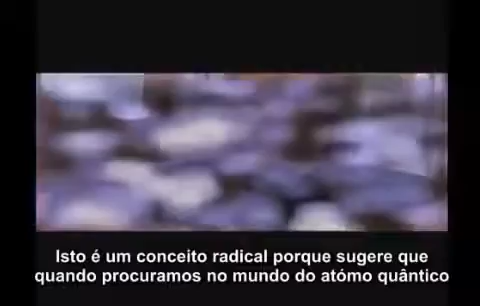 Isto é um conceito radical porque sugere que
quando procuramos no mundo do atómo quântico